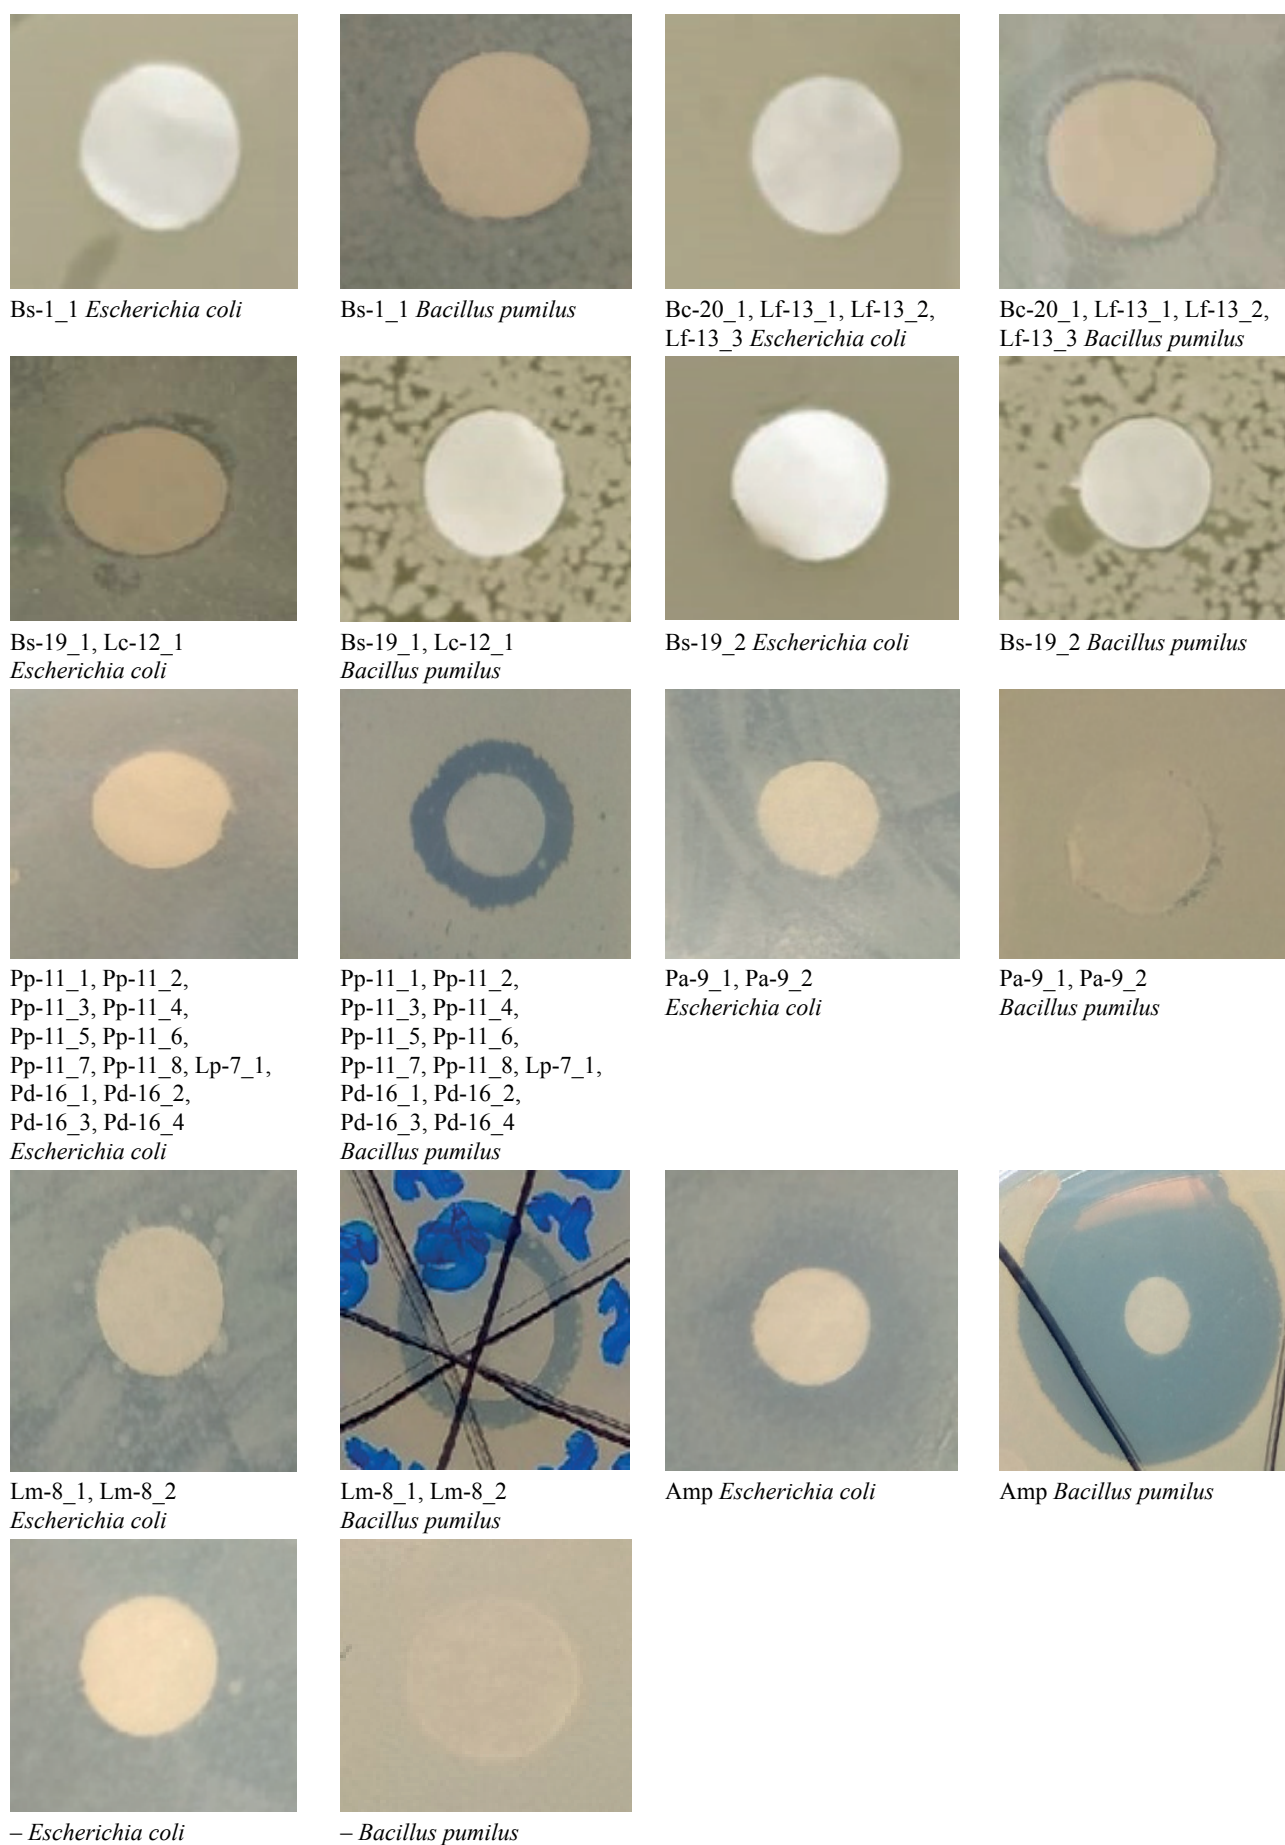 Bs-1_1 Escherichia coli
Bs-1_1 Bacillus pumilus
Bc-20_1, Lf-13_1, Lf-13_2,
Lf-13_3 Escherichia coli
Bc-20_1, Lf-13_1, Lf-13_2,
Lf-13_3 Bacillus pumilus
Bs-19_1, Lc-12_1
Escherichia coli
Bs-19_1, Lc-12_1
Bacillus pumilus
Bs-19_2 Escherichia coli
Bs-19_2 Bacillus pumilus
Pp-11_1, Pp-11_2,
Pp-11_3, Pp-11_4,
Pp-11_5, Pp-11_6,
Pp-11_7, Pp-11_8, Lp-7_1,
Pd-16_1, Pd-16_2,
Pd-16_3, Pd-16_4
Escherichia coli
Pp-11_1, Pp-11_2,
Pp-11_3, Pp-11_4,
Pp-11_5, Pp-11_6,
Pp-11_7, Pp-11_8, Lp-7_1,
Pd-16_1, Pd-16_2,
Pd-16_3, Pd-16_4
Bacillus pumilus
Pa-9_1, Pa-9_2
Escherichia coli
Pa-9_1, Pa-9_2
Bacillus pumilus
Lm-8_1, Lm-8_2
Escherichia coli
Lm-8_1, Lm-8_2
Bacillus pumilus
Amp Escherichia coli
Amp Bacillus pumilus
– Escherichia coli
– Bacillus pumilus